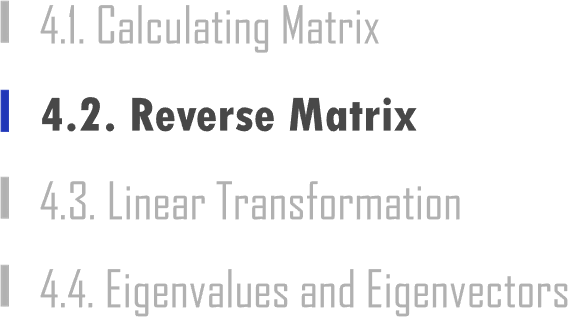 4.1. Calculating Matrix
4.2. Reverse Matrix
4.3. Linear Transformation
4.4. Eigenvalues and Eigenvectors